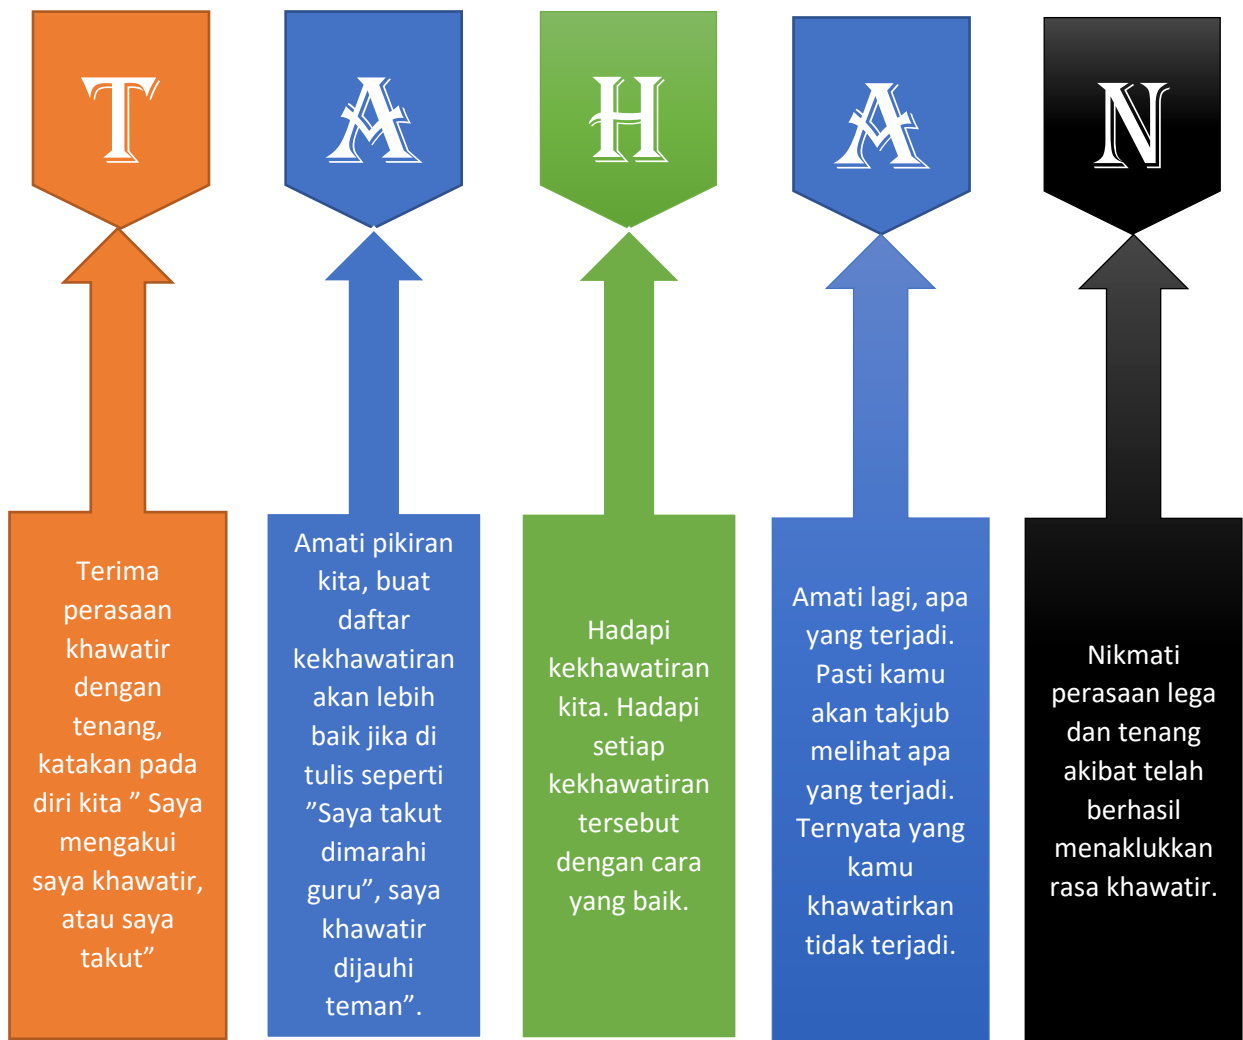 T
A
H
A
N
Terima
perasaan
khawatir
dengan
tenang,
katakan pada
diri kita ” Saya
mengakui
saya khawatir,
atau saya
takut”
Amati pikiran
kita, buat
daftar
kekhawatiran
akan lebih
baik jika di
tulis seperti
”Saya takut
dimarahi
guru”, saya
khawatir
dijauhi
teman”.
Hadapi
kekhawatiran
kita. Hadapi
setiap
kekhawatiran
tersebut
dengan cara
yang baik.
Amati lagi, apa
yang terjadi.
Pasti kamu
akan takjub
melihat apa
yang terjadi.
Ternyata yang
kamu
khawatirkan
tidak terjadi.
Nikmati
perasaan lega
dan tenang
akibat telah
berhasil
menaklukkan
rasa khawatir.